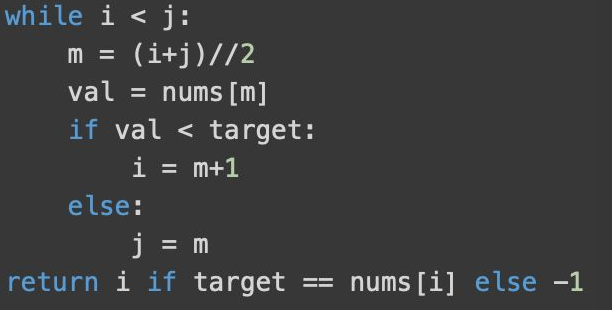 while i < j:
    m = (i+j)//2
    val = nums[m]
    if val < target:
        i = m+1
    else:
        j = m
return i if target == nums[i] else -1